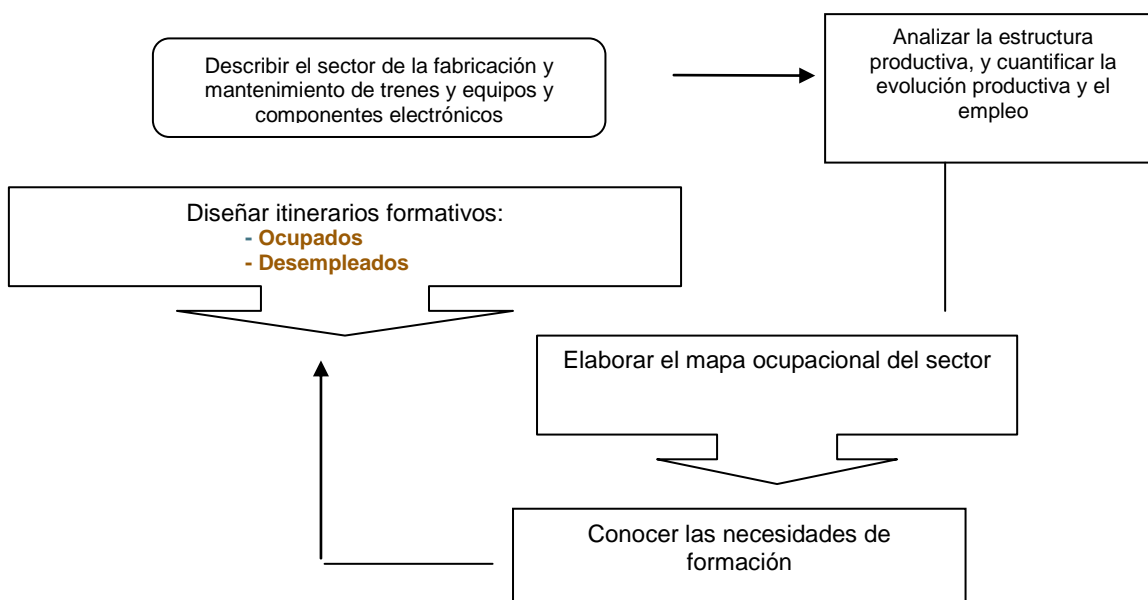 Describir el sector de la fabricación y
mantenimiento de trenes y equipos y
componentes electrónicos
Analizar la estructura
productiva, y cuantificar la
evolución productiva y el
empleo
Diseñar itinerarios formativos:
- Ocupados
- Desempleados
Elaborar el mapa ocupacional del sector
Conocer las necesidades de
formación